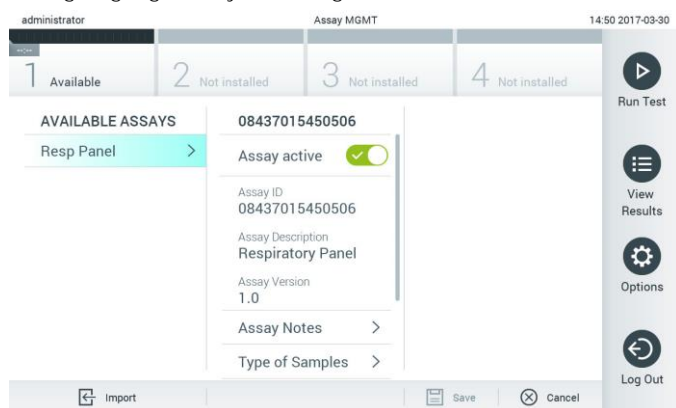 administrator Assay MGMT 14:50 2017-03-30
1 Available 2 Not installed 3 Not installed 4 Not installed
Run Test
AVAILABLE ASSAYS
Resp Panel
08437015450506
Assay active
Assay ID
08437015450506
Assay Description
Respiratory Panel
Assay Version
1.0
Assay Notes
Type of Samples
View
Results
Options
Log Out
Import Save Cancel